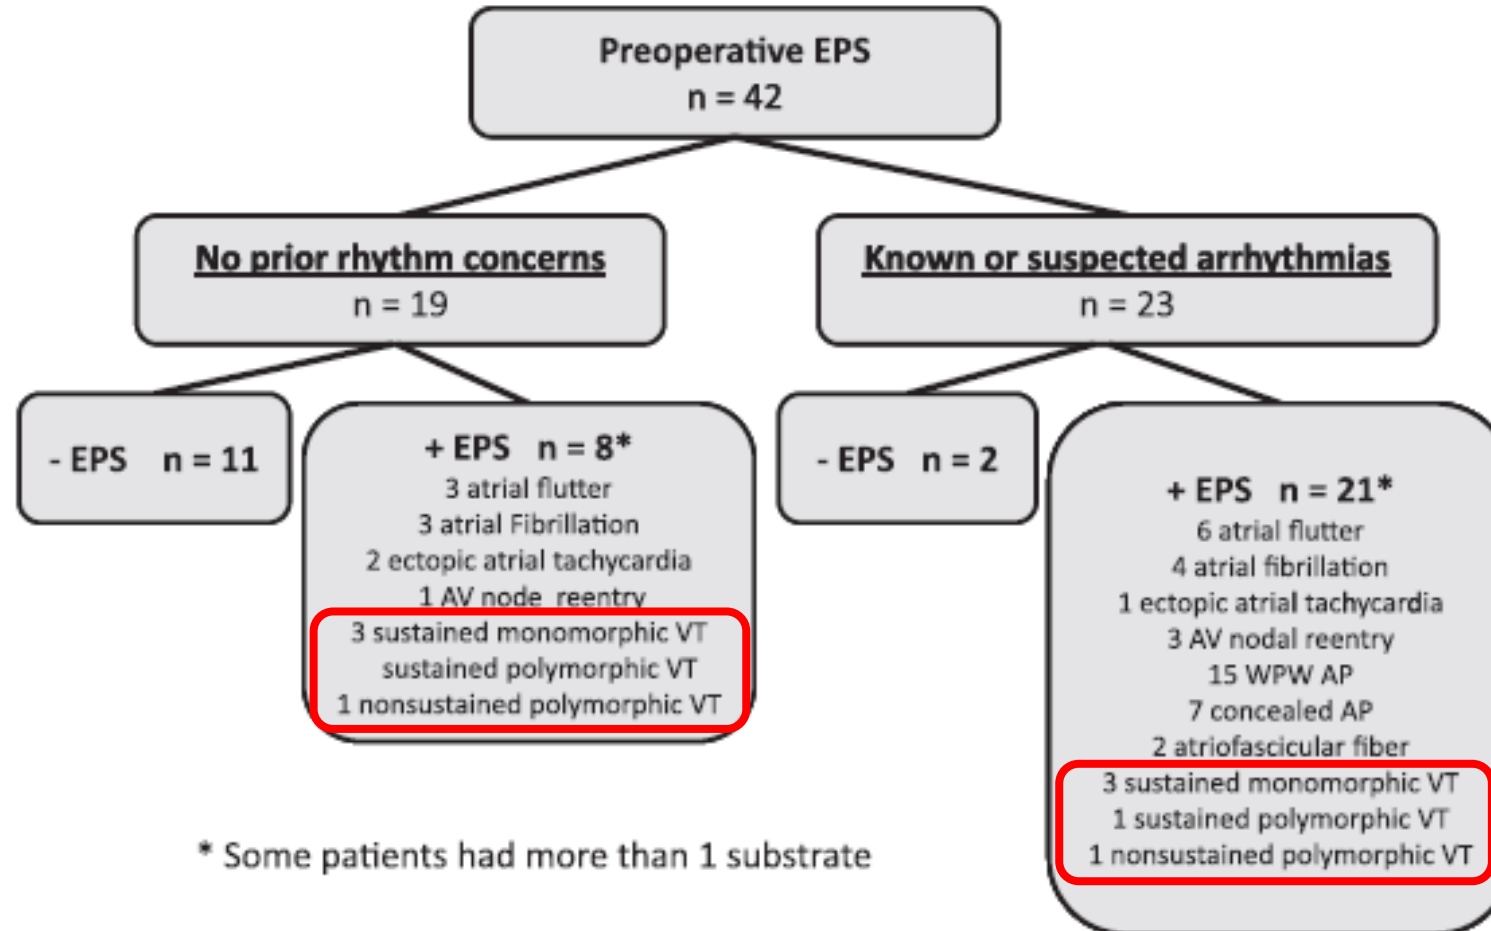 Preoperative EPS
n = 42
No prior rhythm concerns
n = 19
Known or suspected arrhythmias
n = 23
- EPS n = 11
+ EPS n = 8*
3 atrial flutter
3 atrial Fibrillation
2 ectopic atrial tachycardia
1 AV node reentry
3 sustained monomorphic VT
sustained polymorphic VT
1 nonsustained polymorphic VT
- EPS n = 2
+ EPS n = 21*
6 atrial flutter
4 atrial fibrillation
1 ectopic atrial tachycardia
3 AV nodal reentry
15 WPW AP
7 concealed AP
2 atriofascicular fiber
3 sustained monomorphic VT
1 sustained polymorphic VT
1 nonsustained polymorphic VT
* Some patients had more than 1 substrate